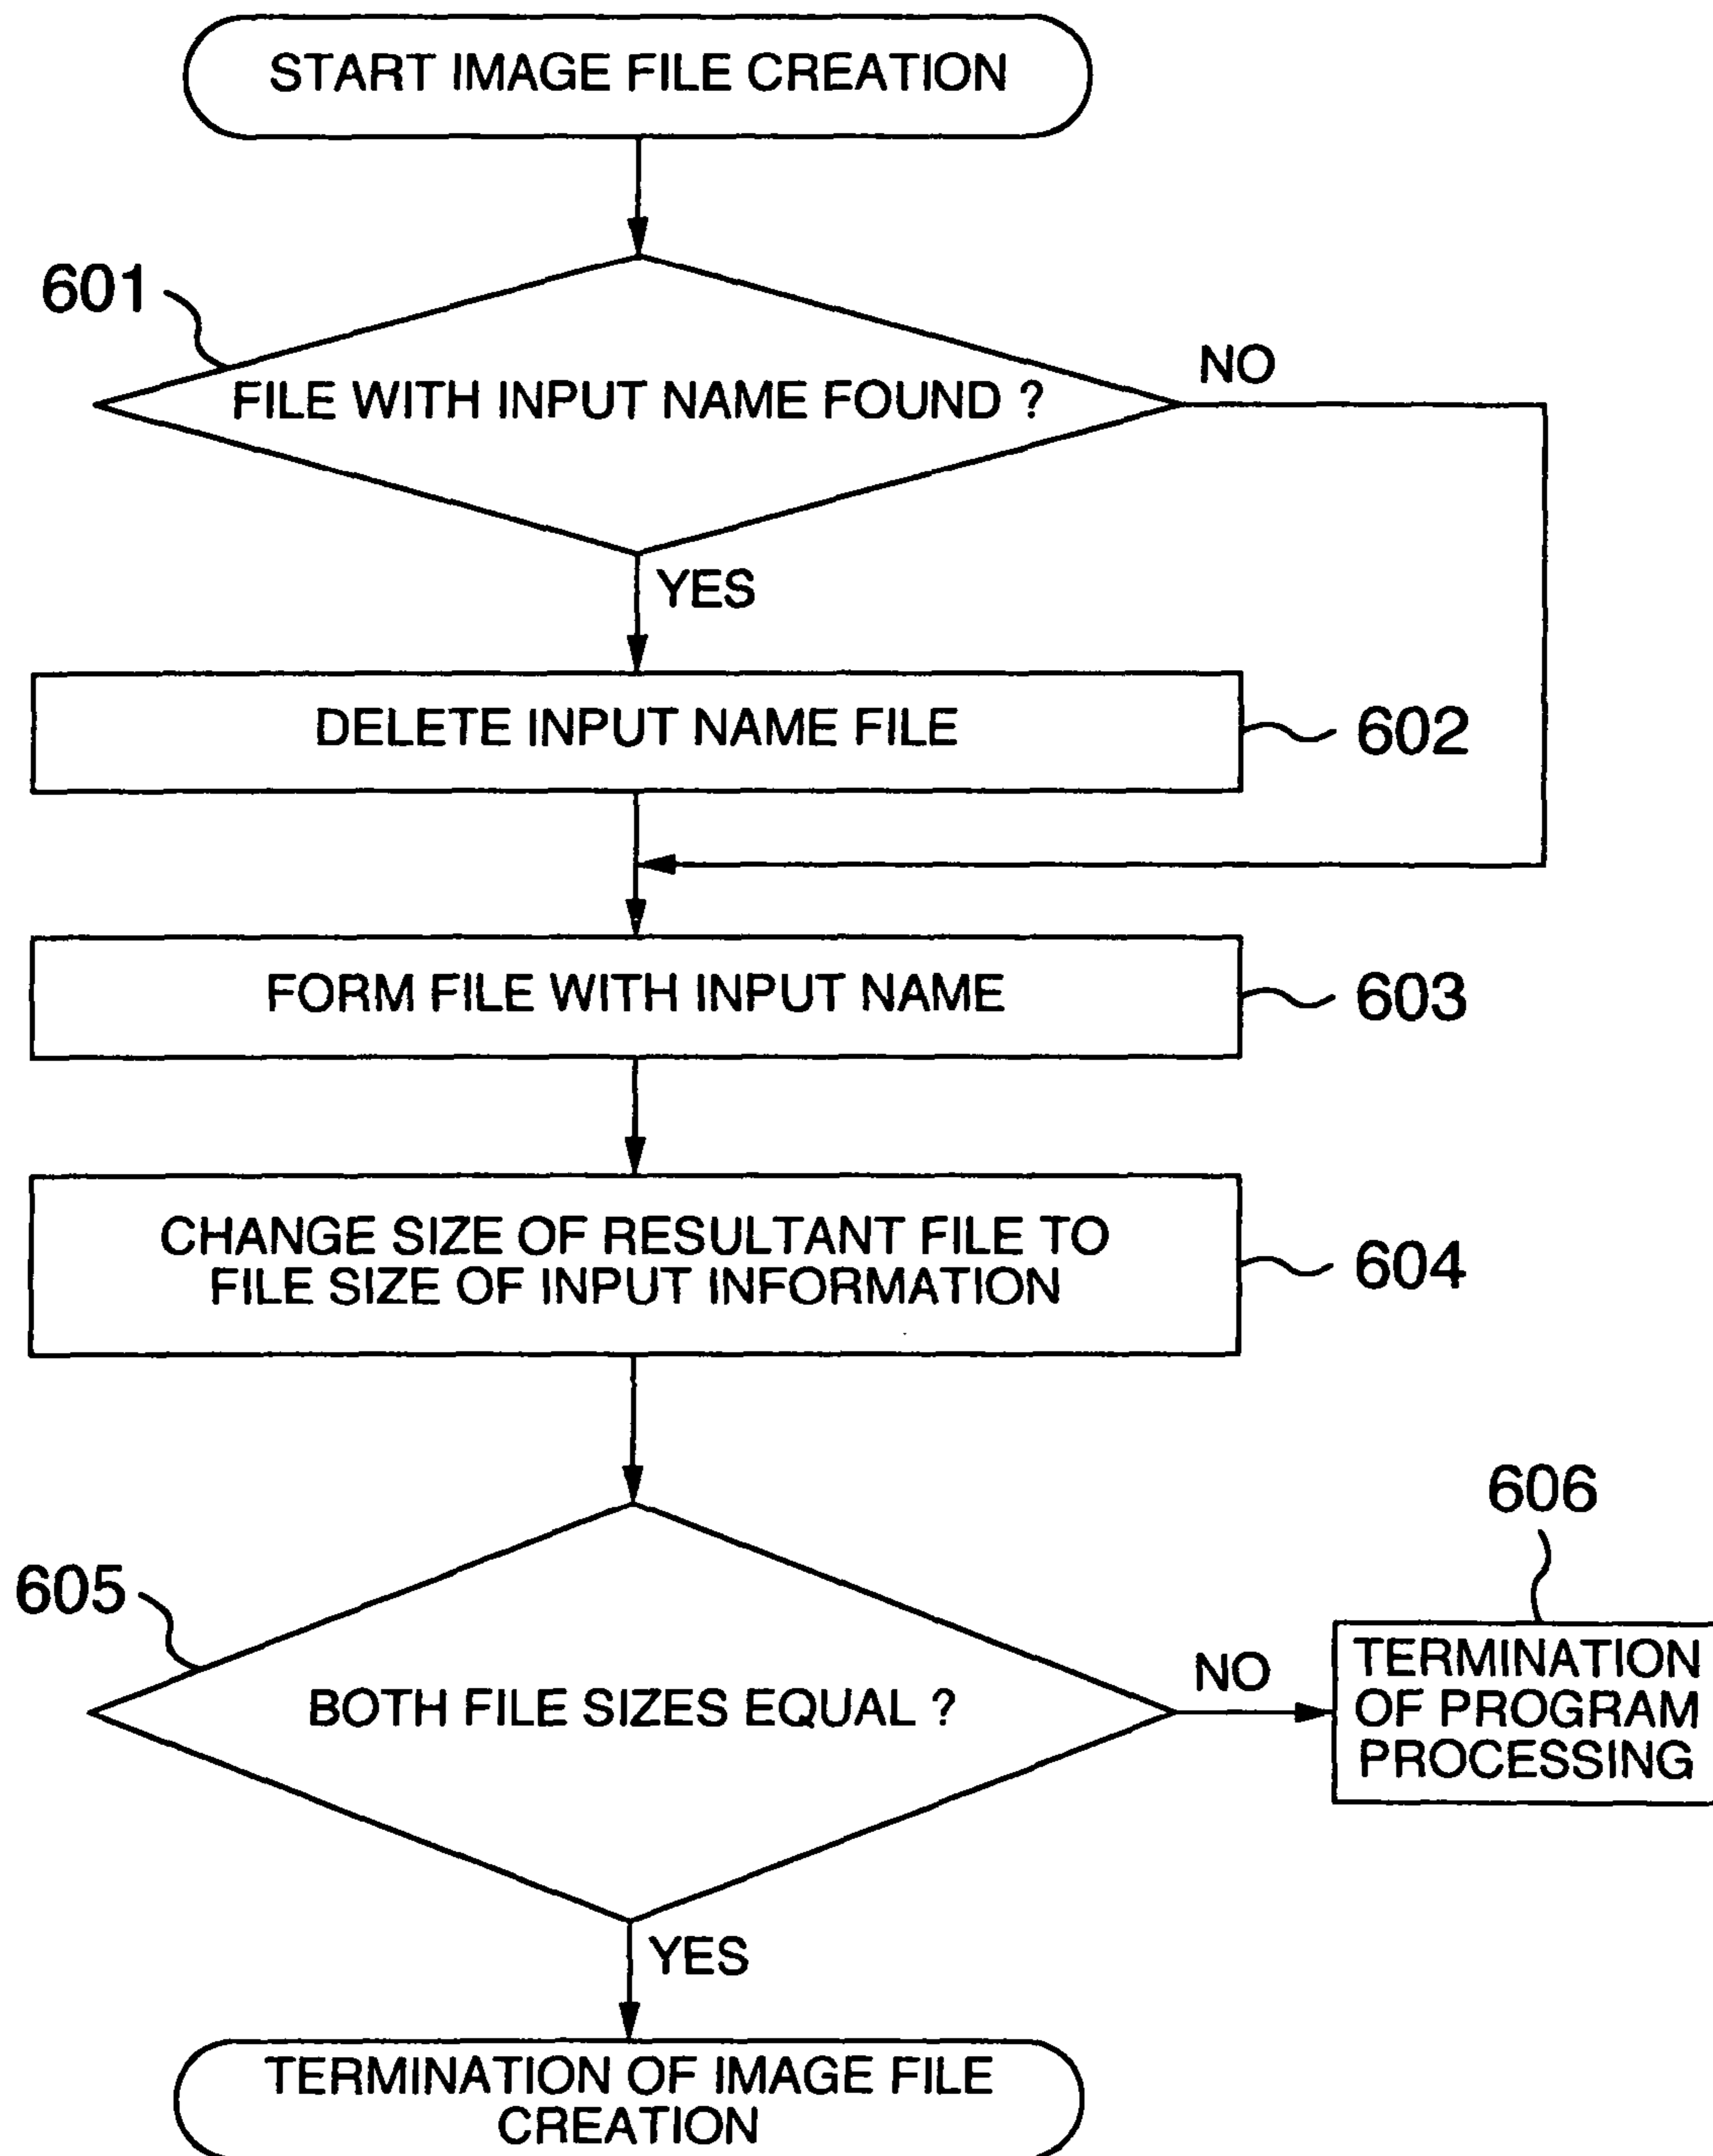 START IMAGE FILE CREATION
601
FILE WITH INPUT NAME FOUND ?
NO
YES
DELETE INPUT NAME FILE
602
FORM FILE WITH INPUT NAME
603
CHANGE SIZE OF RESULTANT FILE TO
FILE SIZE OF INPUT INFORMATION
604
605
BOTH FILE SIZES EQUAL ?
NO
606
TERMINATION
OF PROGRAM
PROCESSING
YES
TERMINATION OF IMAGE FILE
CREATION